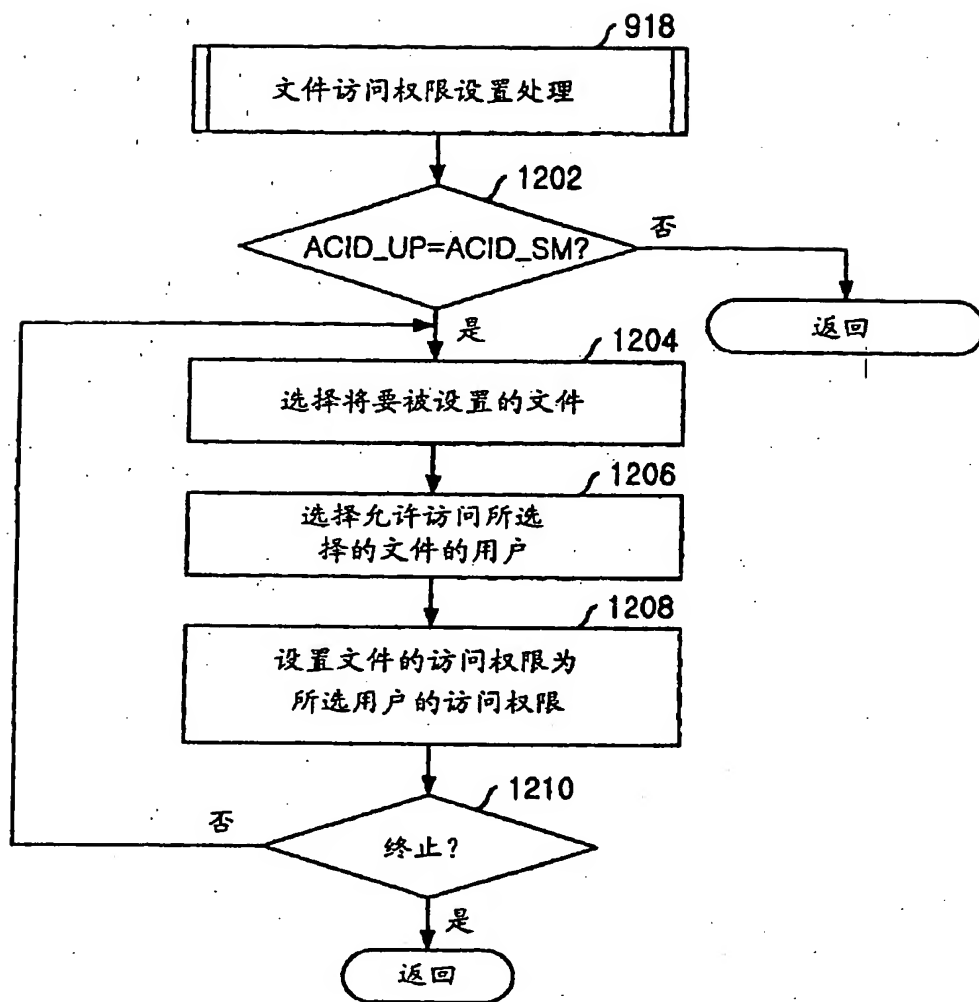 918
文件访问权限设置处理
1202
ACID_UP=ACID_SM?
否
返回
是
1204
选择将要被设置的文件
1206
选择允许访问所选
择的文件的用户
1208
设置文件的访问权限为
所选用户的访问权限
1210
否
终止?
是
返回